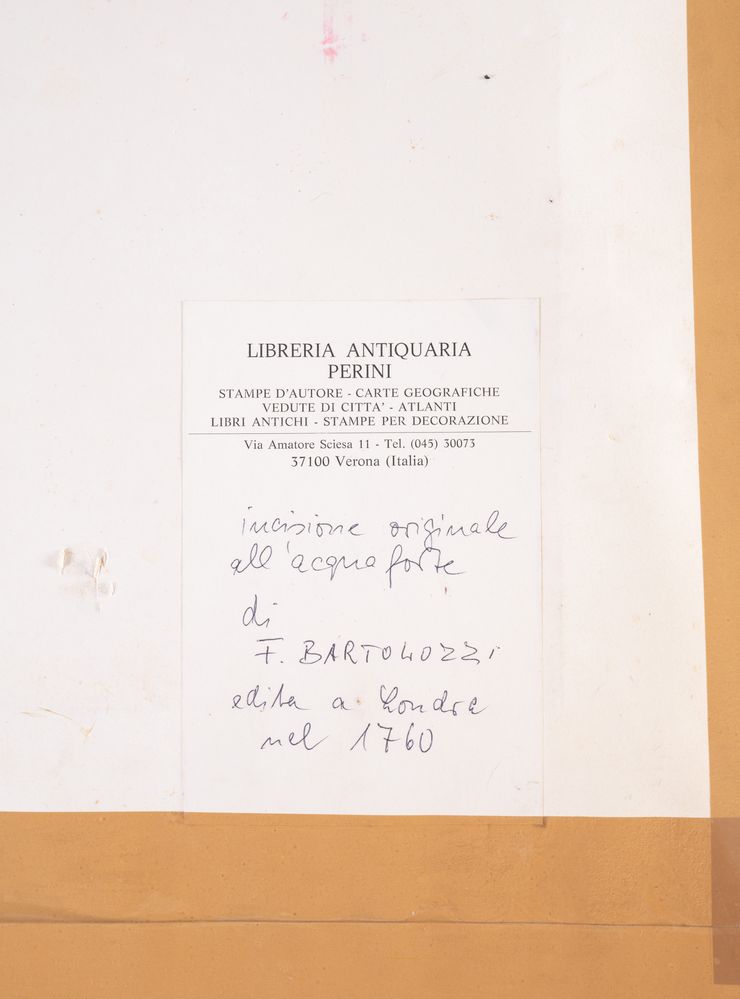 LIBRERIA ANTIQUARIA
PERINI
STAMPE D'AUTORE - CARTE GEOGRAFICHE
VEDUTE DI CITTA' - ATLANTI
LIBRI ANTICHI - STAMPE PER DECORAZIONE
Via Amatore Sciesa 11 - Tel. (045) 30073
37100 Verona (Italia)
incisione originale
all'acquaforte
di
F. BARTOLOZZI
edita a Londra
nel 1760